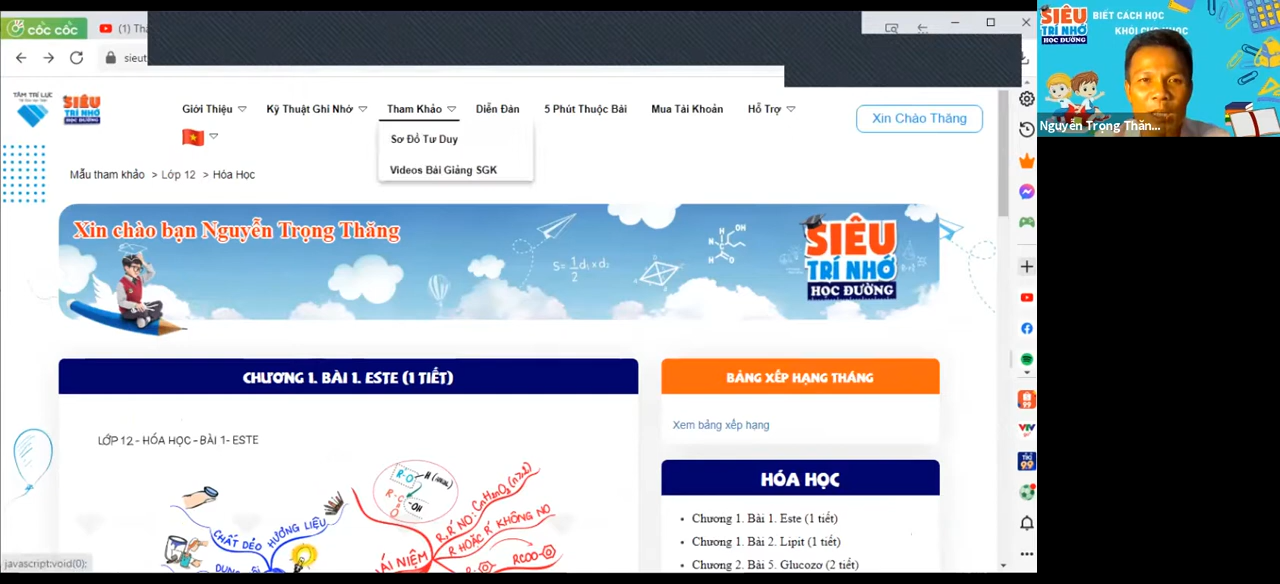 cốc cốc
(1) Thá
sieut
SIÊU
TRÍ NHỚ
HỌC ĐƯỜNG
BIẾT CÁCH HỌC
Nguyễn Trọng Thăn...
TÂM TRÍ LỰC
SIÊU
TRÍ NHỚ
Giới Thiệu
Kỹ Thuật Ghi Nhớ
Tham Khảo
Diễn Đàn
5 Phút Thuộc Bài
Mua Tài Khoản
Hỗ Trợ
Xin Chào Thăng
Sơ Đồ Tư Duy
Videos Bài Giảng SGK
Mẫu tham khảo > Lớp 12 > Hóa Học
Xin chào bạn Nguyễn Trọng Thăng
SIÊU
TRÍ NHỚ
HỌC ĐƯỜNG
CHƯƠNG 1. BÀI 1. ESTE (1 TIẾT)
BẢNG XẾP HẠNG THÁNG
Xem bảng xếp hạng
LỚP 12 - HÓA HỌC - BÀI 1- ESTE
HÓA HỌC
Chương 1. Bài 1. Este (1 tiết)
Chương 1. Bài 2. Lipit (1 tiết)
Chương 2. Bài 5. Glucozơ (2 tiết)
HƯƠNG LIỆU
CHẤT DẺO
R HOẶC R' KHÔNG NO
javascript:void(0);